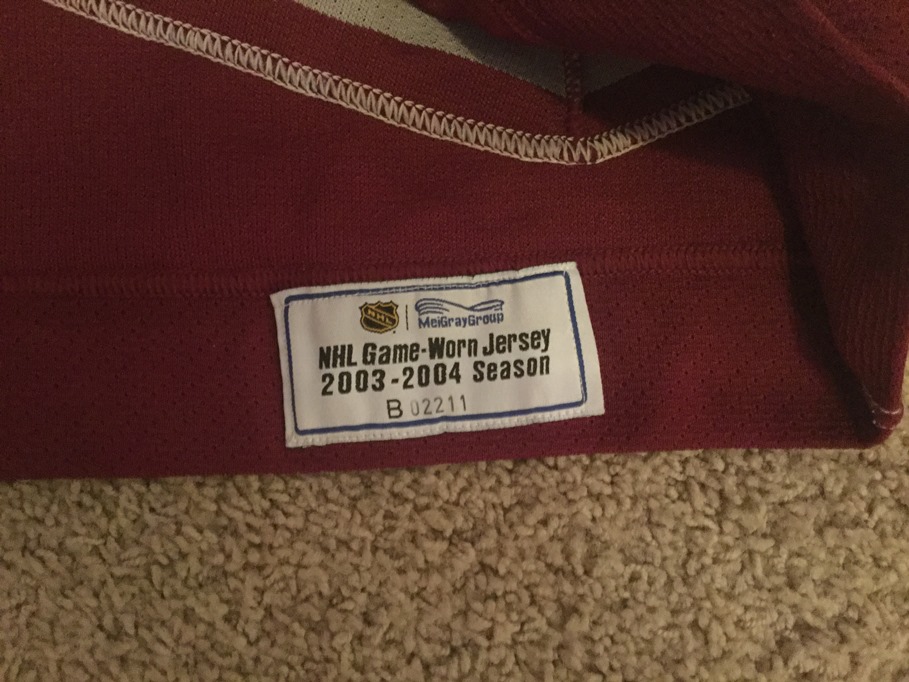 NHL MeiGrayGroup
NHL Game-Worn Jersey
2003-2004 Season
B 02211